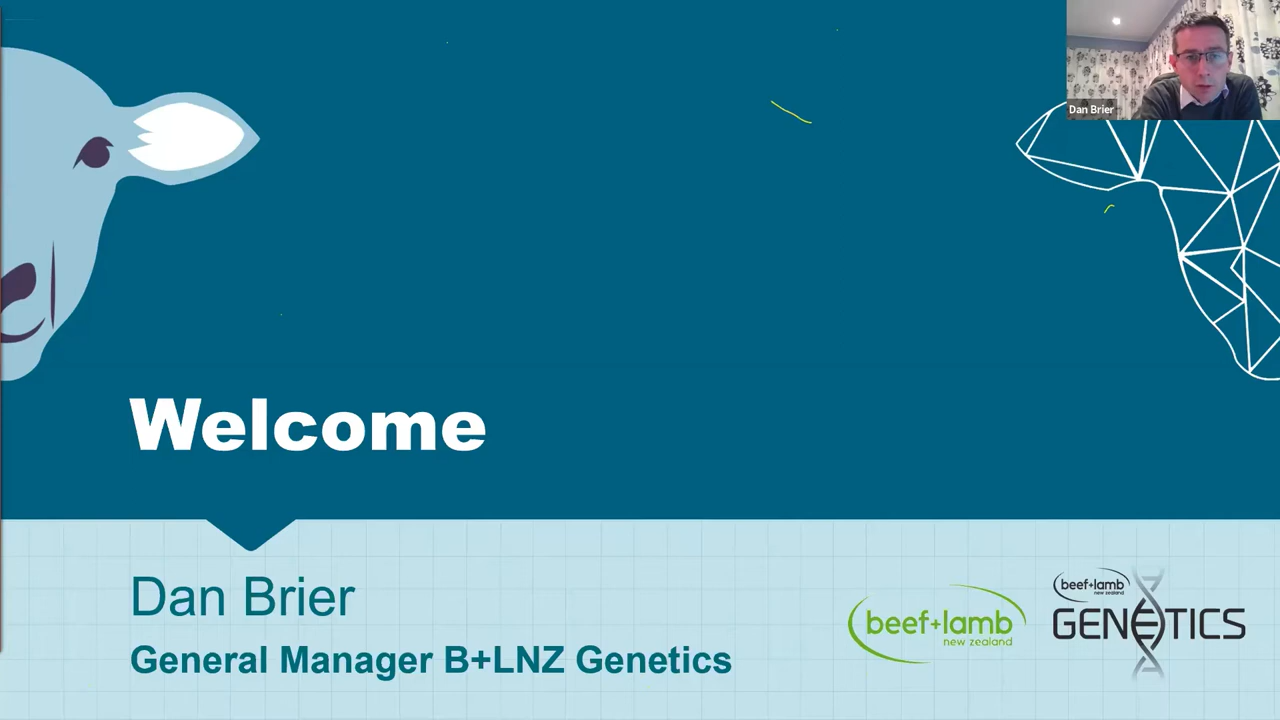 Dan Brier
Welcome
Dan Brier
General Manager B+LNZ Genetics
beef+lamb
new zealand
beef+lamb
new zealand
GENETICS